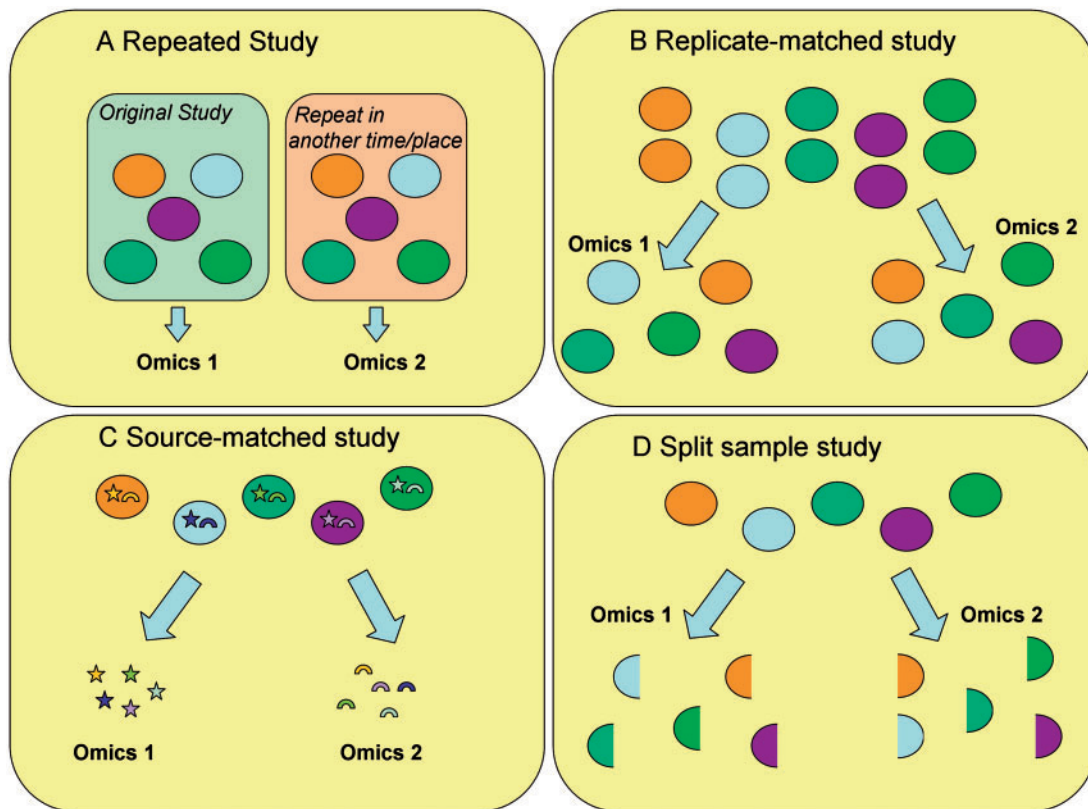 A Repeated Study
Original Study
Repeat in
another time/place
Omics 1
Omics 2
B Replicate-matched study
Omics 1
Omics 2
C Source-matched study
Omics 1
Omics 2
D Split sample study
Omics 1
Omics 2